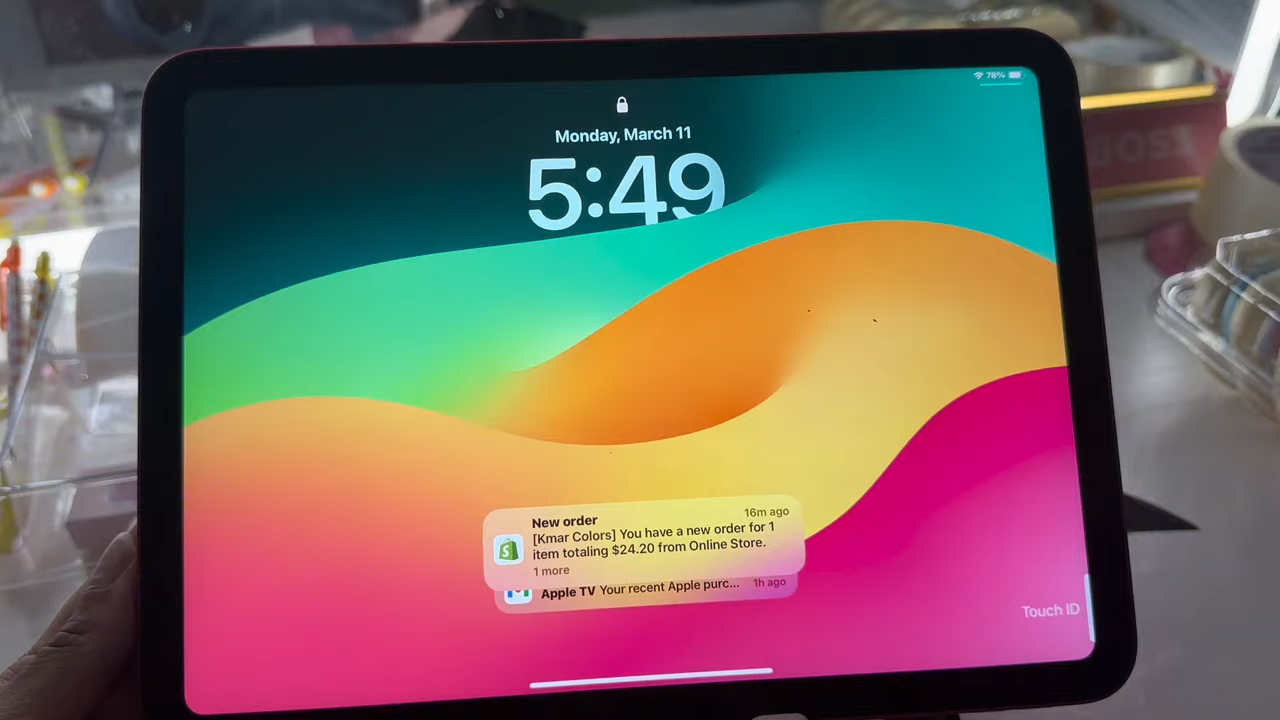 78%
Monday, March 11
5:49
New order
16m ago
[Kmar Colors] You have a new order for 1
item totaling $24.20 from Online Store.
1 more
Apple TV Your recent Apple purc... 1h ago
Touch ID
BOSS